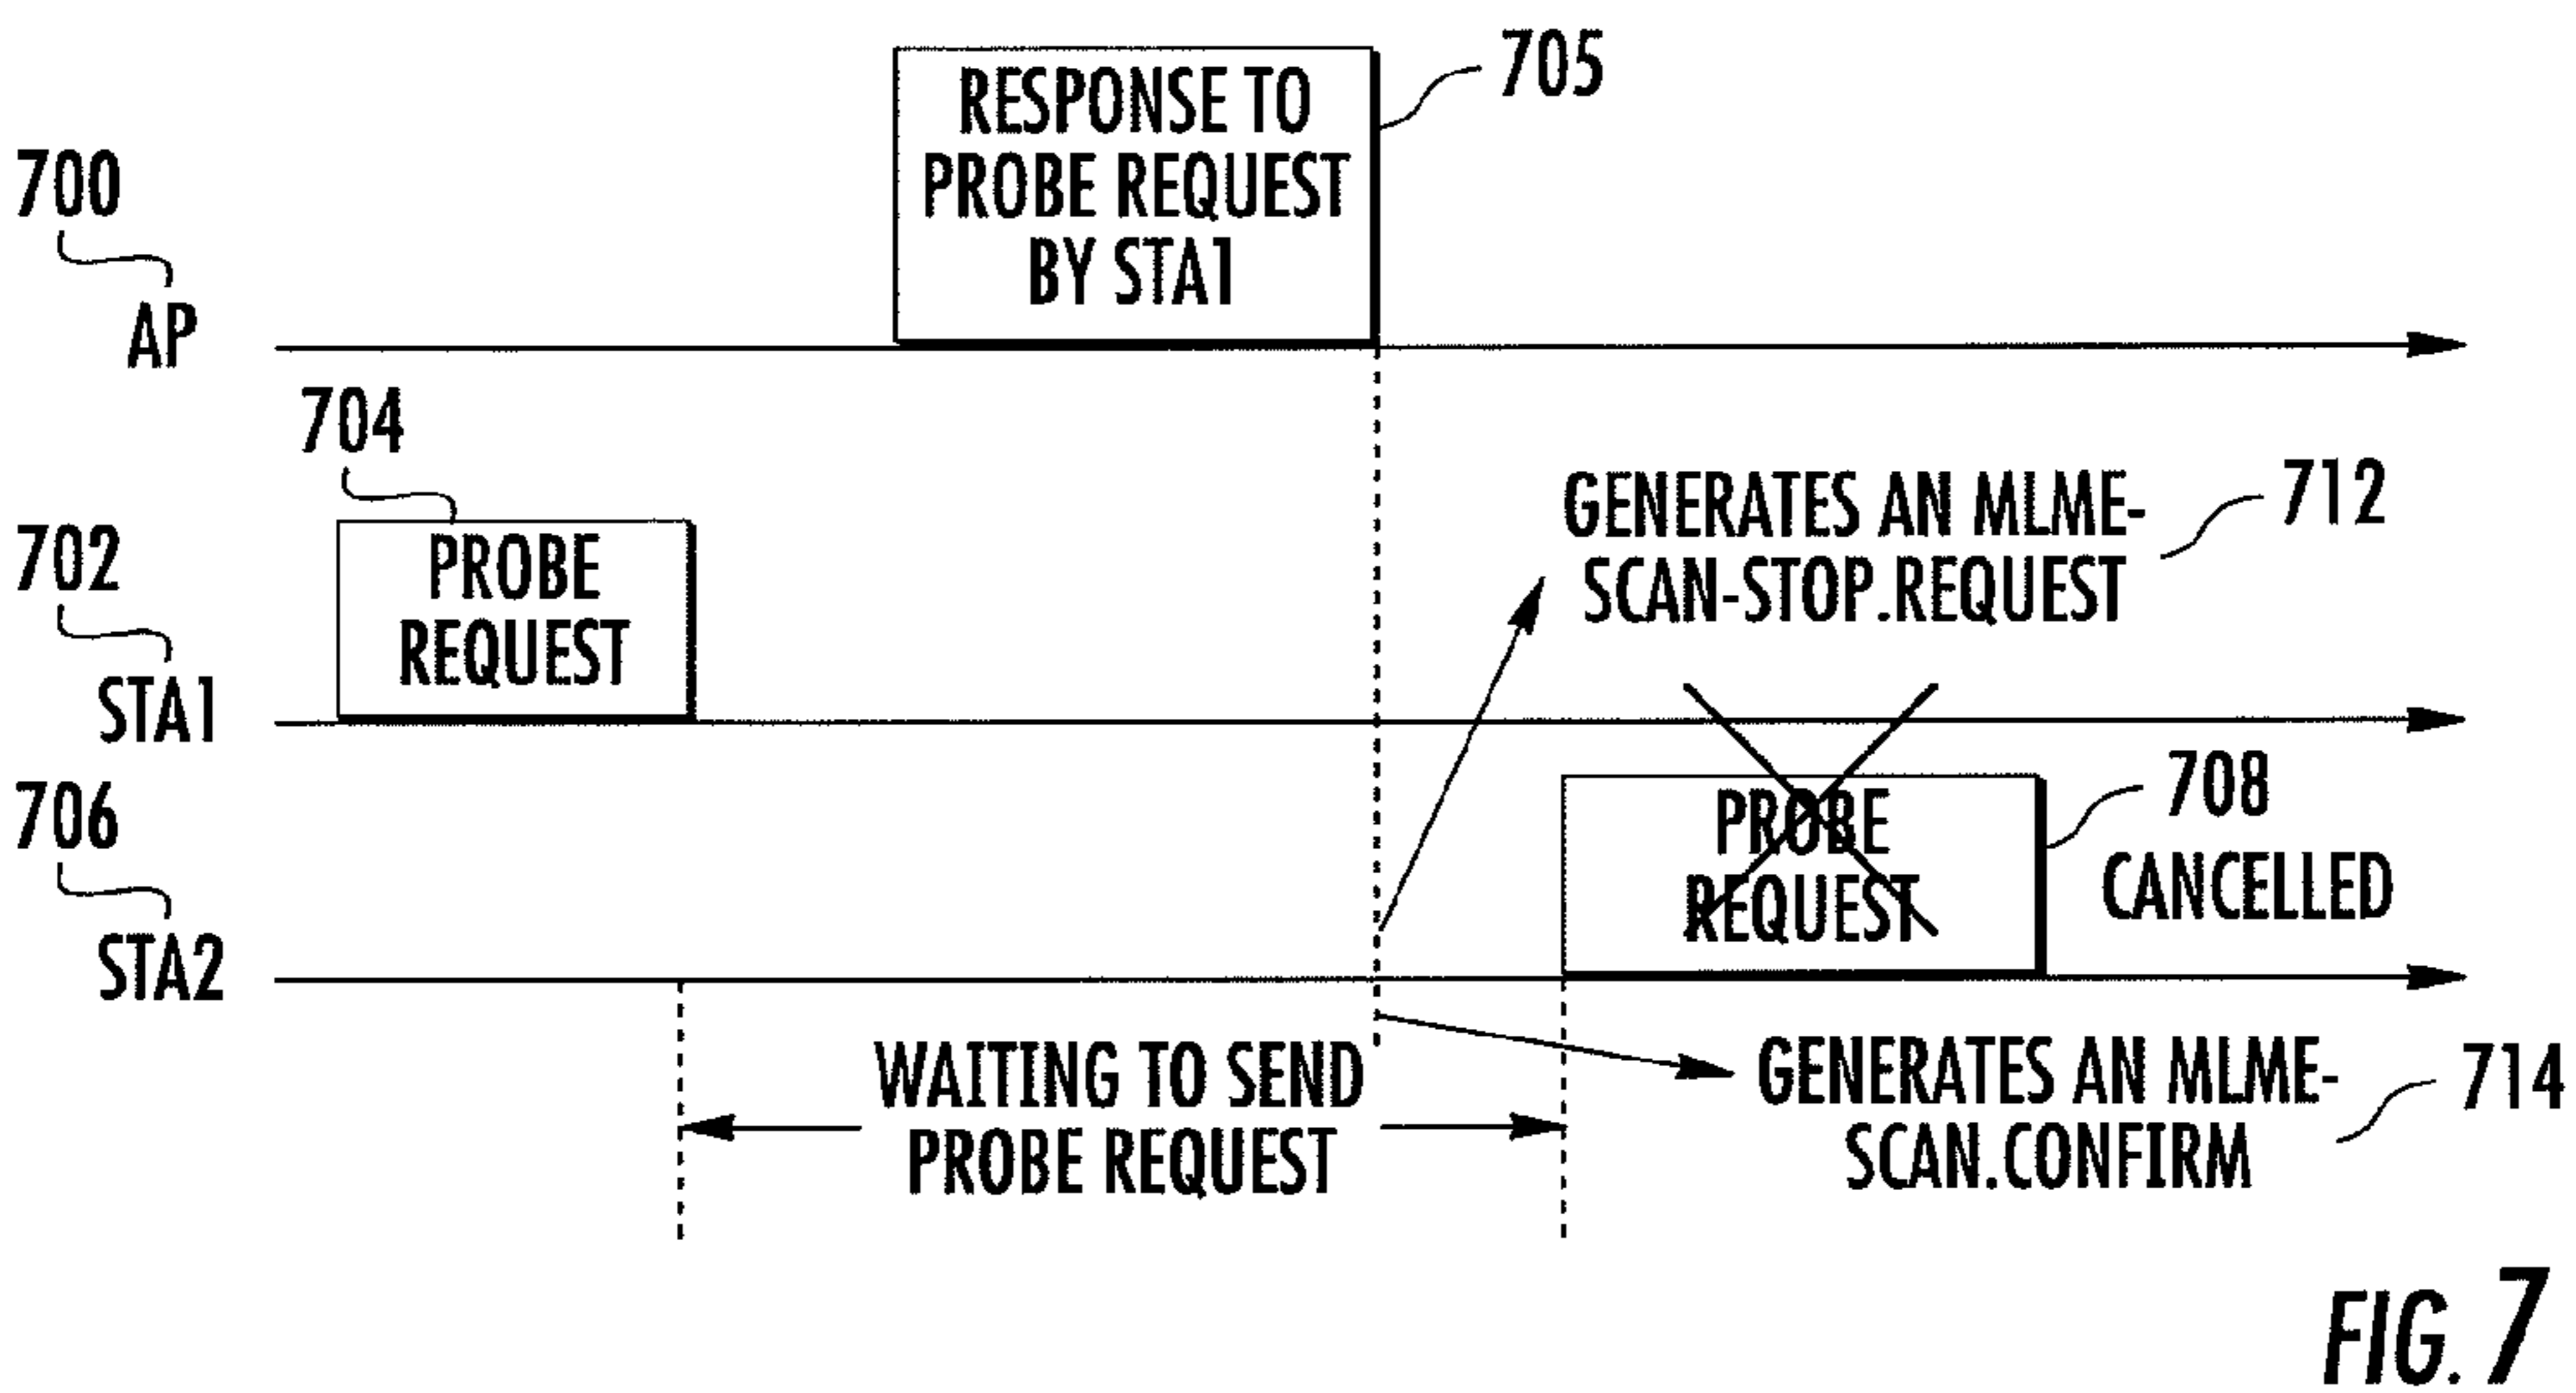 705
RESPONSE TO
PROBE REQUEST
BY STA1
700
AP
704
712
GENERATES AN MLME-
SCAN-STOP.REQUEST
702
PROBE
REQUEST
STA1
706
708
CANCELLED
PROBE
REQUEST
STA2
WAITING TO SEND
PROBE REQUEST
GENERATES AN MLME-
SCAN.CONFIRM
714
FIG. 7